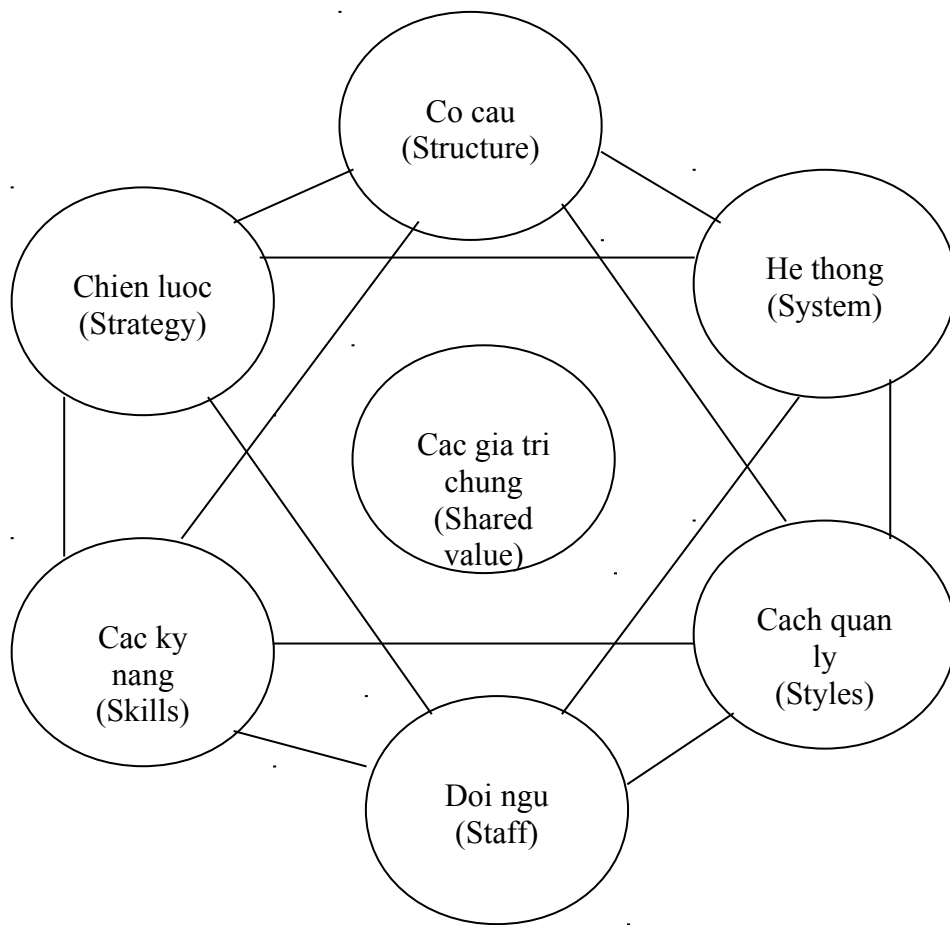 Co cau
(Structure)
Chien luoc
(Strategy)
He thong
(System)
Cac gia tri
chung
(Shared
value)
Cac ky
nang
(Skills)
Cach quan
ly
(Styles)
Doi ngu
(Staff)